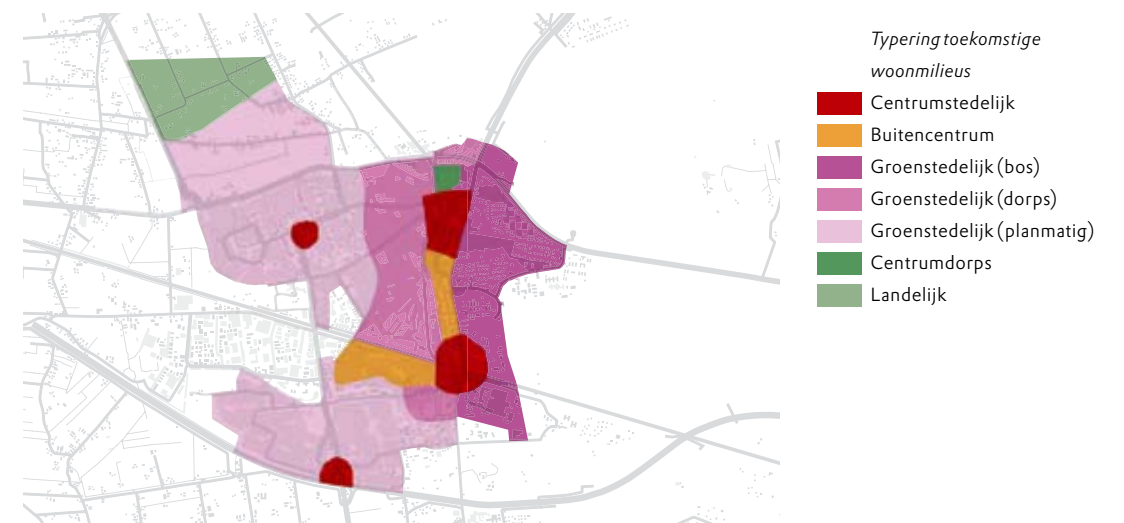 Typering toekomstige
woonmilieus
Centrumstedelijk
Buitencentrum
Groenstedelijk (bos)
Groenstedelijk (dorps)
Groenstedelijk (planmatig)
Centrumdorps
Landelijk